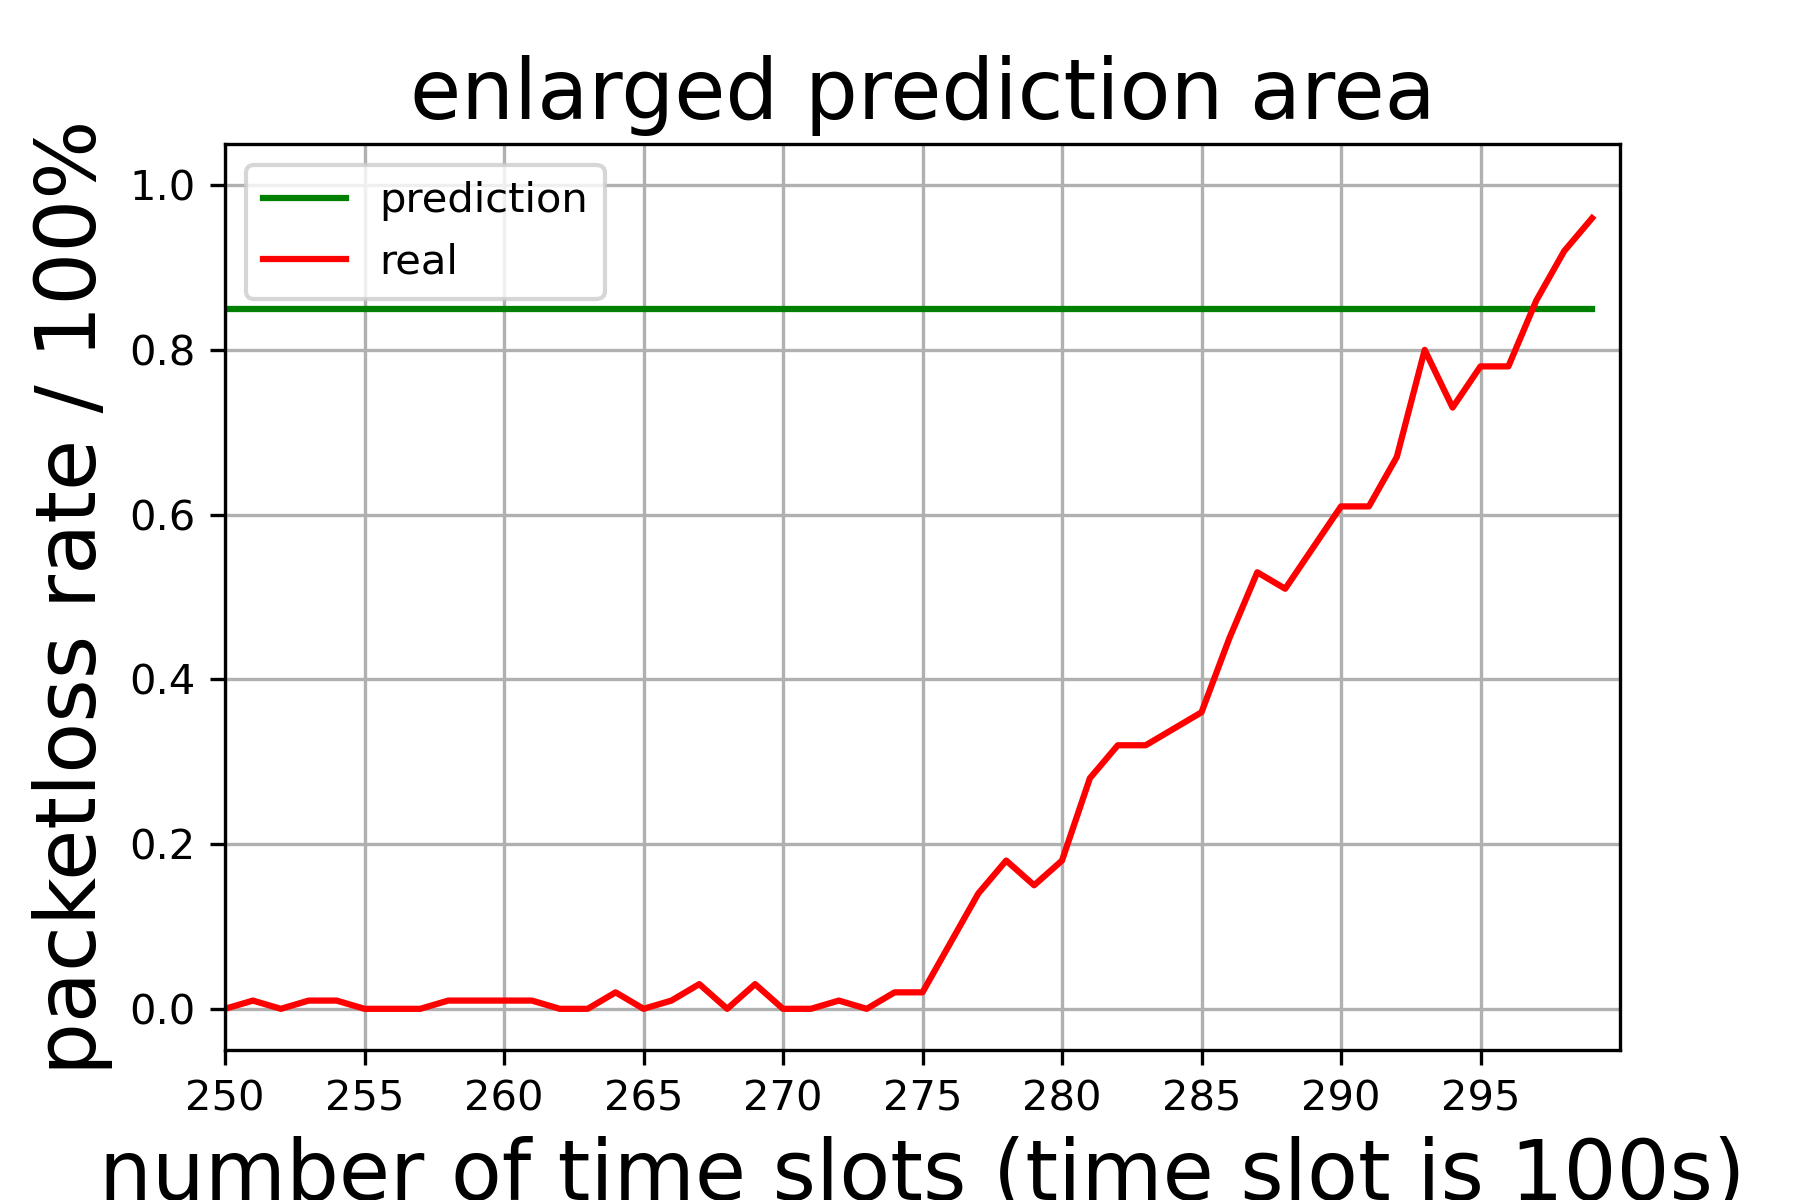 enlarged prediction area
packetloss rate / 100%
1.0
0.8
0.6
0.4
0.2
0.0
prediction
real
250 255 260 265 270 275 280 285 290 295
number of time slots (time slot is 100s)